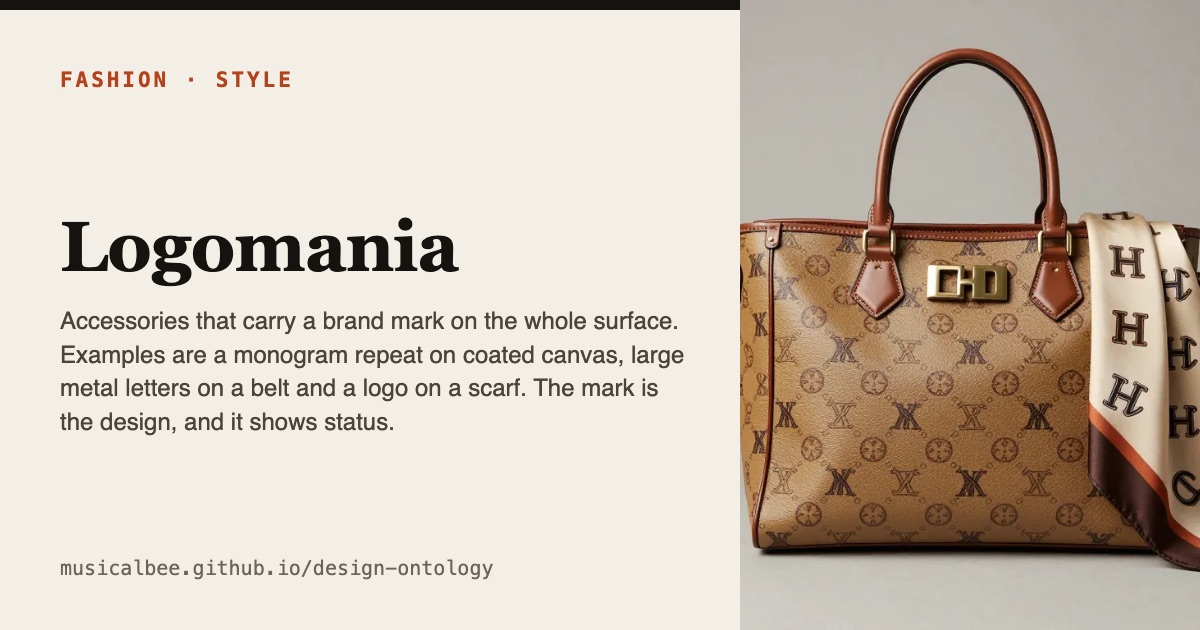 FASHION · STYLE
Logomania
Accessories that carry a brand mark on the whole surface.
Examples are a monogram repeat on coated canvas, large
metal letters on a belt and a logo on a scarf. The mark is
the design, and it shows status.
musicalbee.github.io/design-ontology
H
H
H